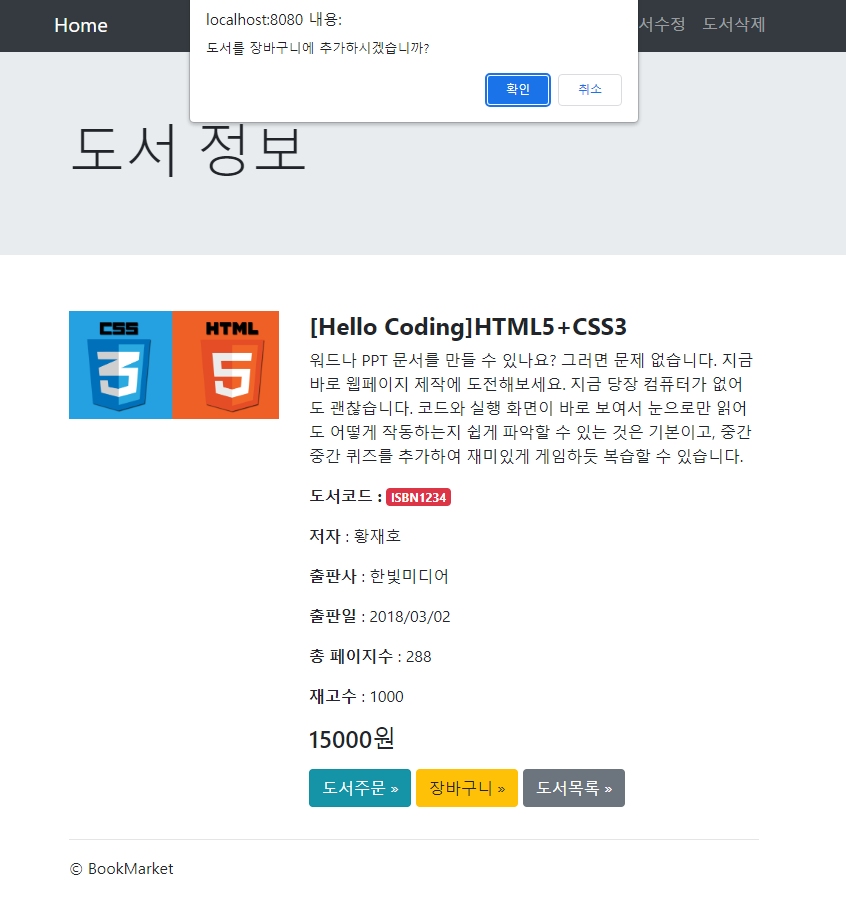 Home
서수정 도서삭제
localhost:8080 내용:
도서를 장바구니에 추가하시겠습니까?
확인 취소
도서 정보
CSS HTML
3 5
[Hello Coding]HTML5+CSS3
워드나 PPT 문서를 만들 수 있나요? 그러면 문제 없습니다. 지금
바로 웹페이지 제작에 도전해보세요. 지금 당장 컴퓨터가 없어
도 괜찮습니다. 코드와 실행 화면이 바로 보여서 눈으로만 읽어
도 어떻게 작동하는지 쉽게 파악할 수 있는 것은 기본이고, 중간
중간 퀴즈를 추가하여 재미있게 게임하듯 복습할 수 있습니다.
도서코드 : ISBN1234
저자 : 황재호
출판사 : 한빛미디어
출판일 : 2018/03/02
총 페이지수 : 288
재고수 : 1000
15000원
도서주문 » 장바구니 » 도서목록 »
© BookMarket